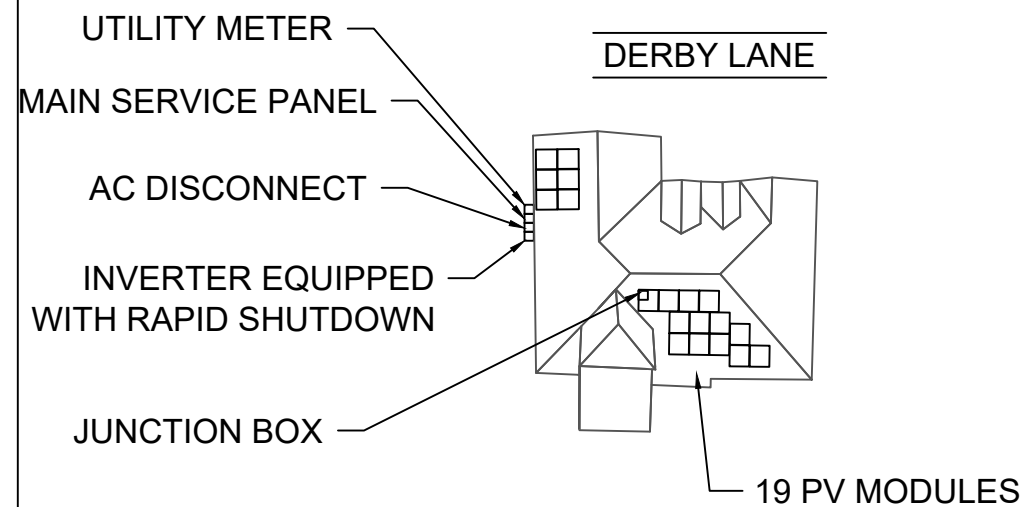 UTILITY METER
DERBY LANE
MAIN SERVICE PANEL
AC DISCONNECT
INVERTER EQUIPPED
WITH RAPID SHUTDOWN
JUNCTION BOX
19 PV MODULES